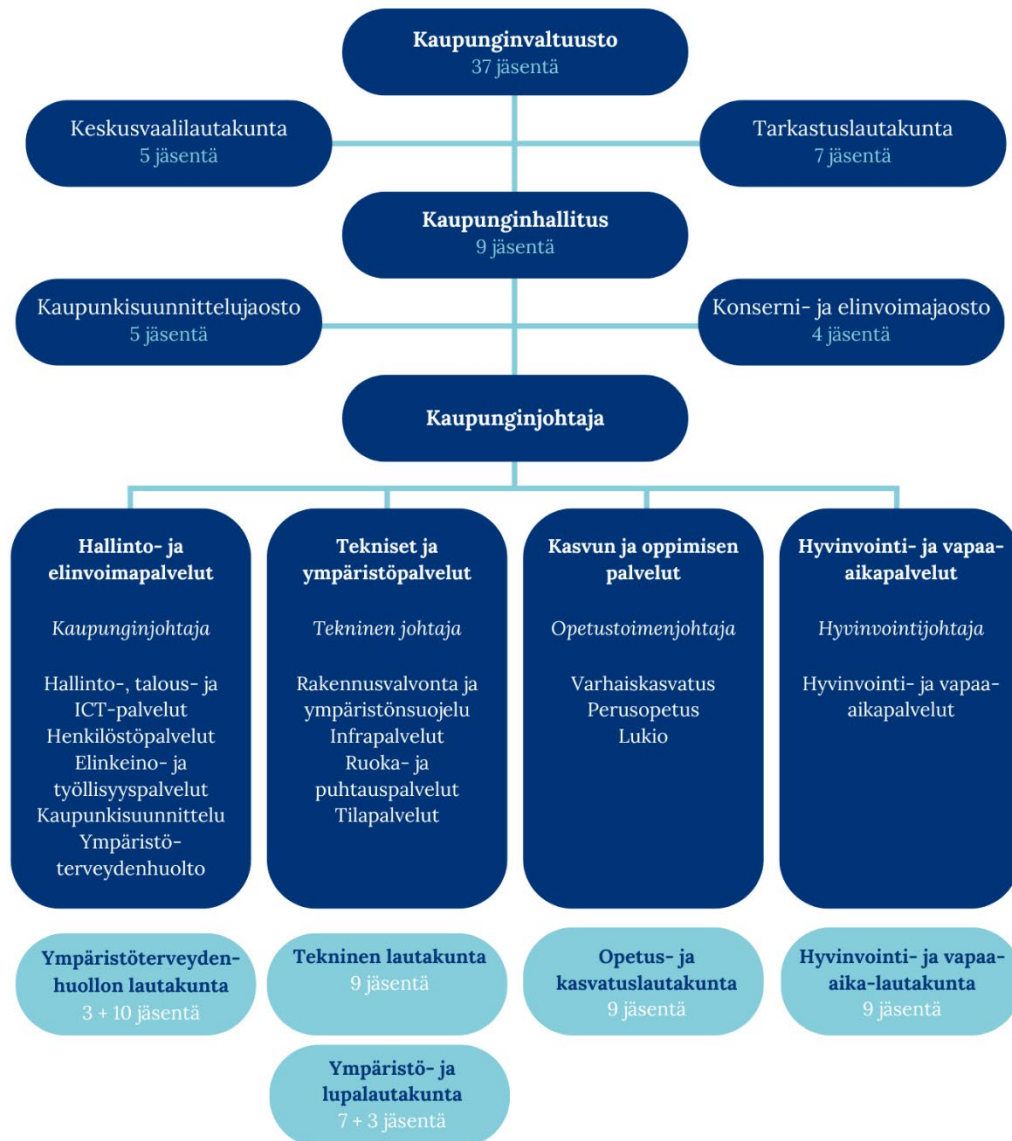 Kaupunginvaltuusto
37 jäsentä
Keskusvaalilautakunta
5 jäsentä
Tarkastuslautakunta
7 jäsentä
Kaupunginhallitus
9 jäsentä
Kaupunkisuunnittelujaosto
5 jäsentä
Konserni- ja elinvoimajaosto
4 jäsentä
Kaupunginjohtaja
Hallinto- ja
elinvoimapalvelut
Kaupunginjohtaja
Hallinto-, talous- ja
ICT-palvelut
Henkilöstöpalvelut
Elinkeino- ja
työllisyyspalvelut
Kaupunkisuunnittelu
Ympäristö-
terveydenhuolto
Tekniset ja
ympäristöpalvelut
Tekninen johtaja
Rakennusvalvonta ja
ympäristönsuojelu
Infrapalvelut
Ruoka- ja
puhtauspalvelut
Tilapalvelut
Kasvun ja oppimisen
palvelut
Opetustoimenjohtaja
Varhaiskasvatus
Perusopetus
Lukio
Hyvinvointi- ja vapaa-
aikapalvelut
Hyvinvointijohtaja
Hyvinvointi- ja vapaa-
aikapalvelut
Ympäristöterveyden-
huollon lautakunta
3 + 10 jäsentä
Tekninen lautakunta
9 jäsentä
Opetus- ja
kasvatuslautakunta
9 jäsentä
Hyvinvointi- ja vapaa-
aika-lautakunta
9 jäsentä
Ympäristö- ja
lupalautakunta
7 + 3 jäsentä